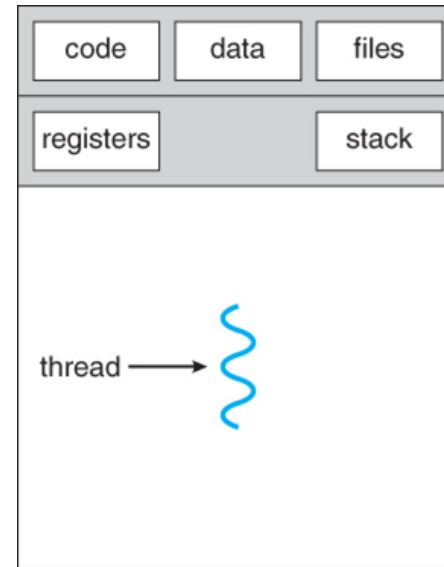 code data files
registers stack
thread